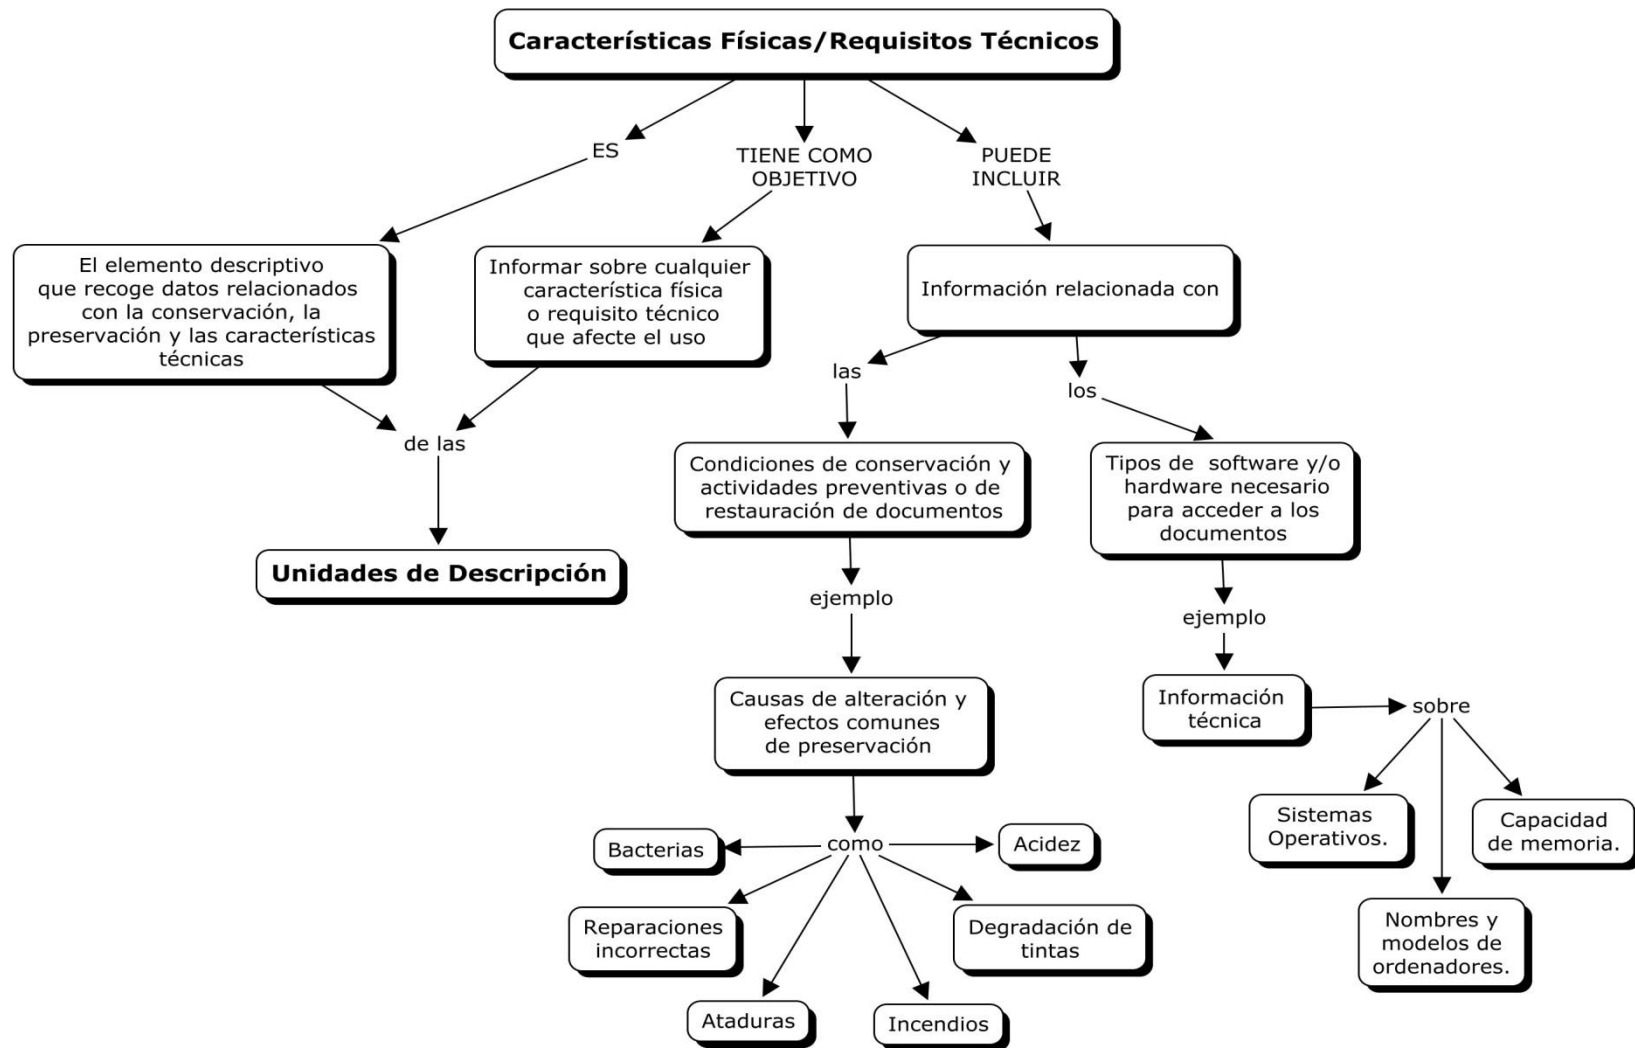 Características Físicas/Requisitos Técnicos
ES
TIENE COMO
OBJETIVO
PUEDE
INCLUIR
El elemento descriptivo
que recoge datos relacionados
con la conservación, la
preservación y las características
técnicas
Informar sobre cualquier
característica física
o requisito técnico
que afecte el uso
Información relacionada con
de las
Unidades de Descripción
las
los
Condiciones de conservación y
actividades preventivas o de
restauración de documentos
Tipos de software y/o
hardware necesario
para acceder a los
documentos
ejemplo
ejemplo
Causas de alteración y
efectos comunes
de preservación
Información
técnica
sobre
como
Bacterias
Acidez
Reparaciones
incorrectas
Degradación de
tintas
Ataduras
Incendios
Sistemas
Operativos.
Capacidad
de memoria.
Nombres y
modelos de
ordenadores.